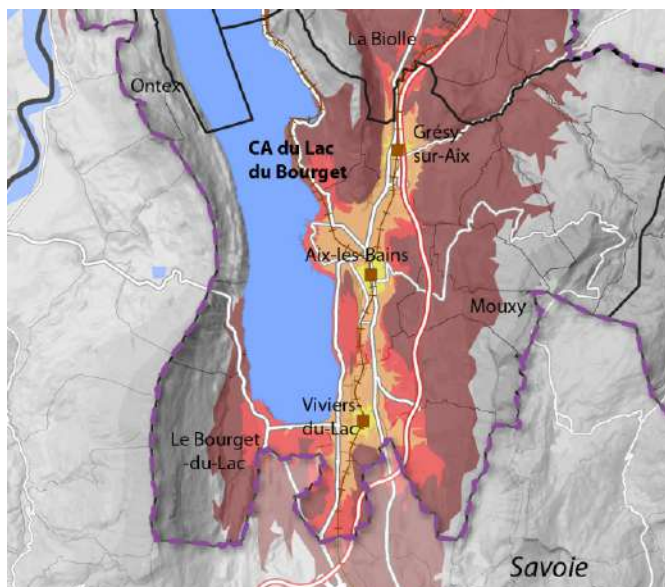 La Biolle
Ontex
Grésy-
sur-Aix
CA du Lac
du Bourget
Aix-les-Bains
Mouxy
Viviers-
du-Lac
Le Bourget
-du-Lac
Savoie